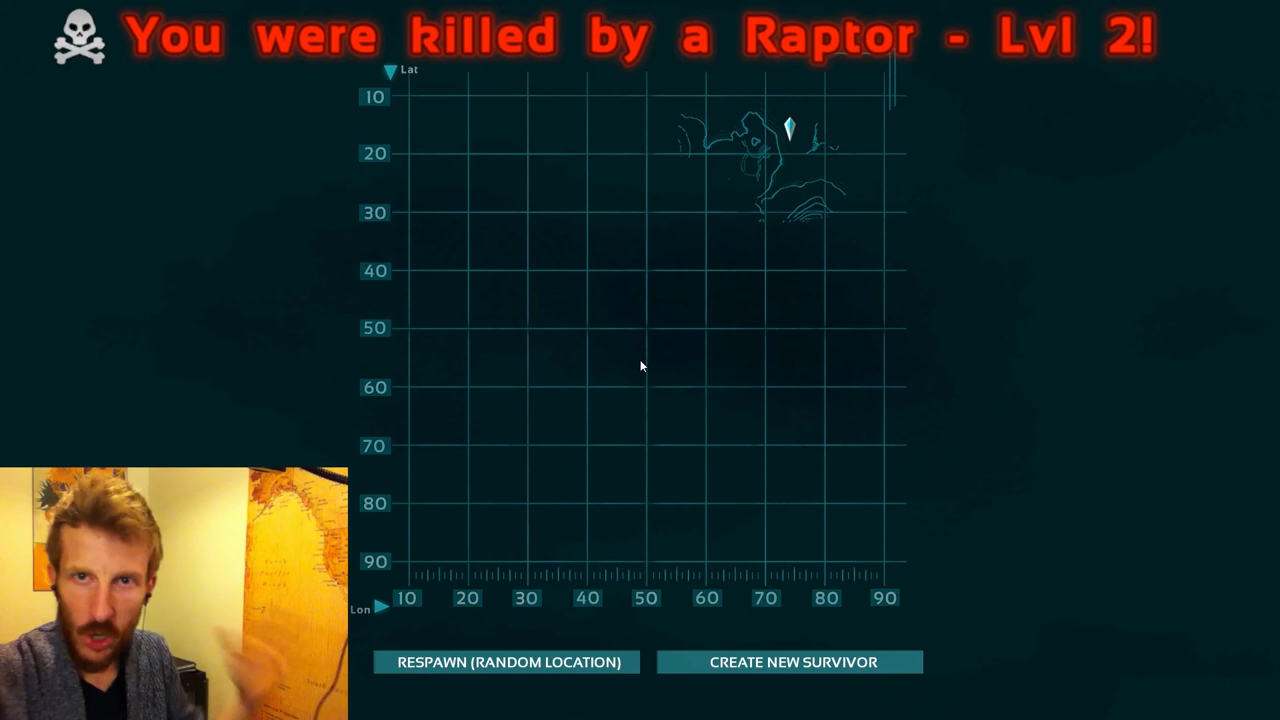 You were killed by a Raptor - Lvl 2!
Lat
10
20
30
40
50
60
70
80
90
Lon
10 20 30 40 50 60 70 80 90
RESPAWN (RANDOM LOCATION)
CREATE NEW SURVIVOR